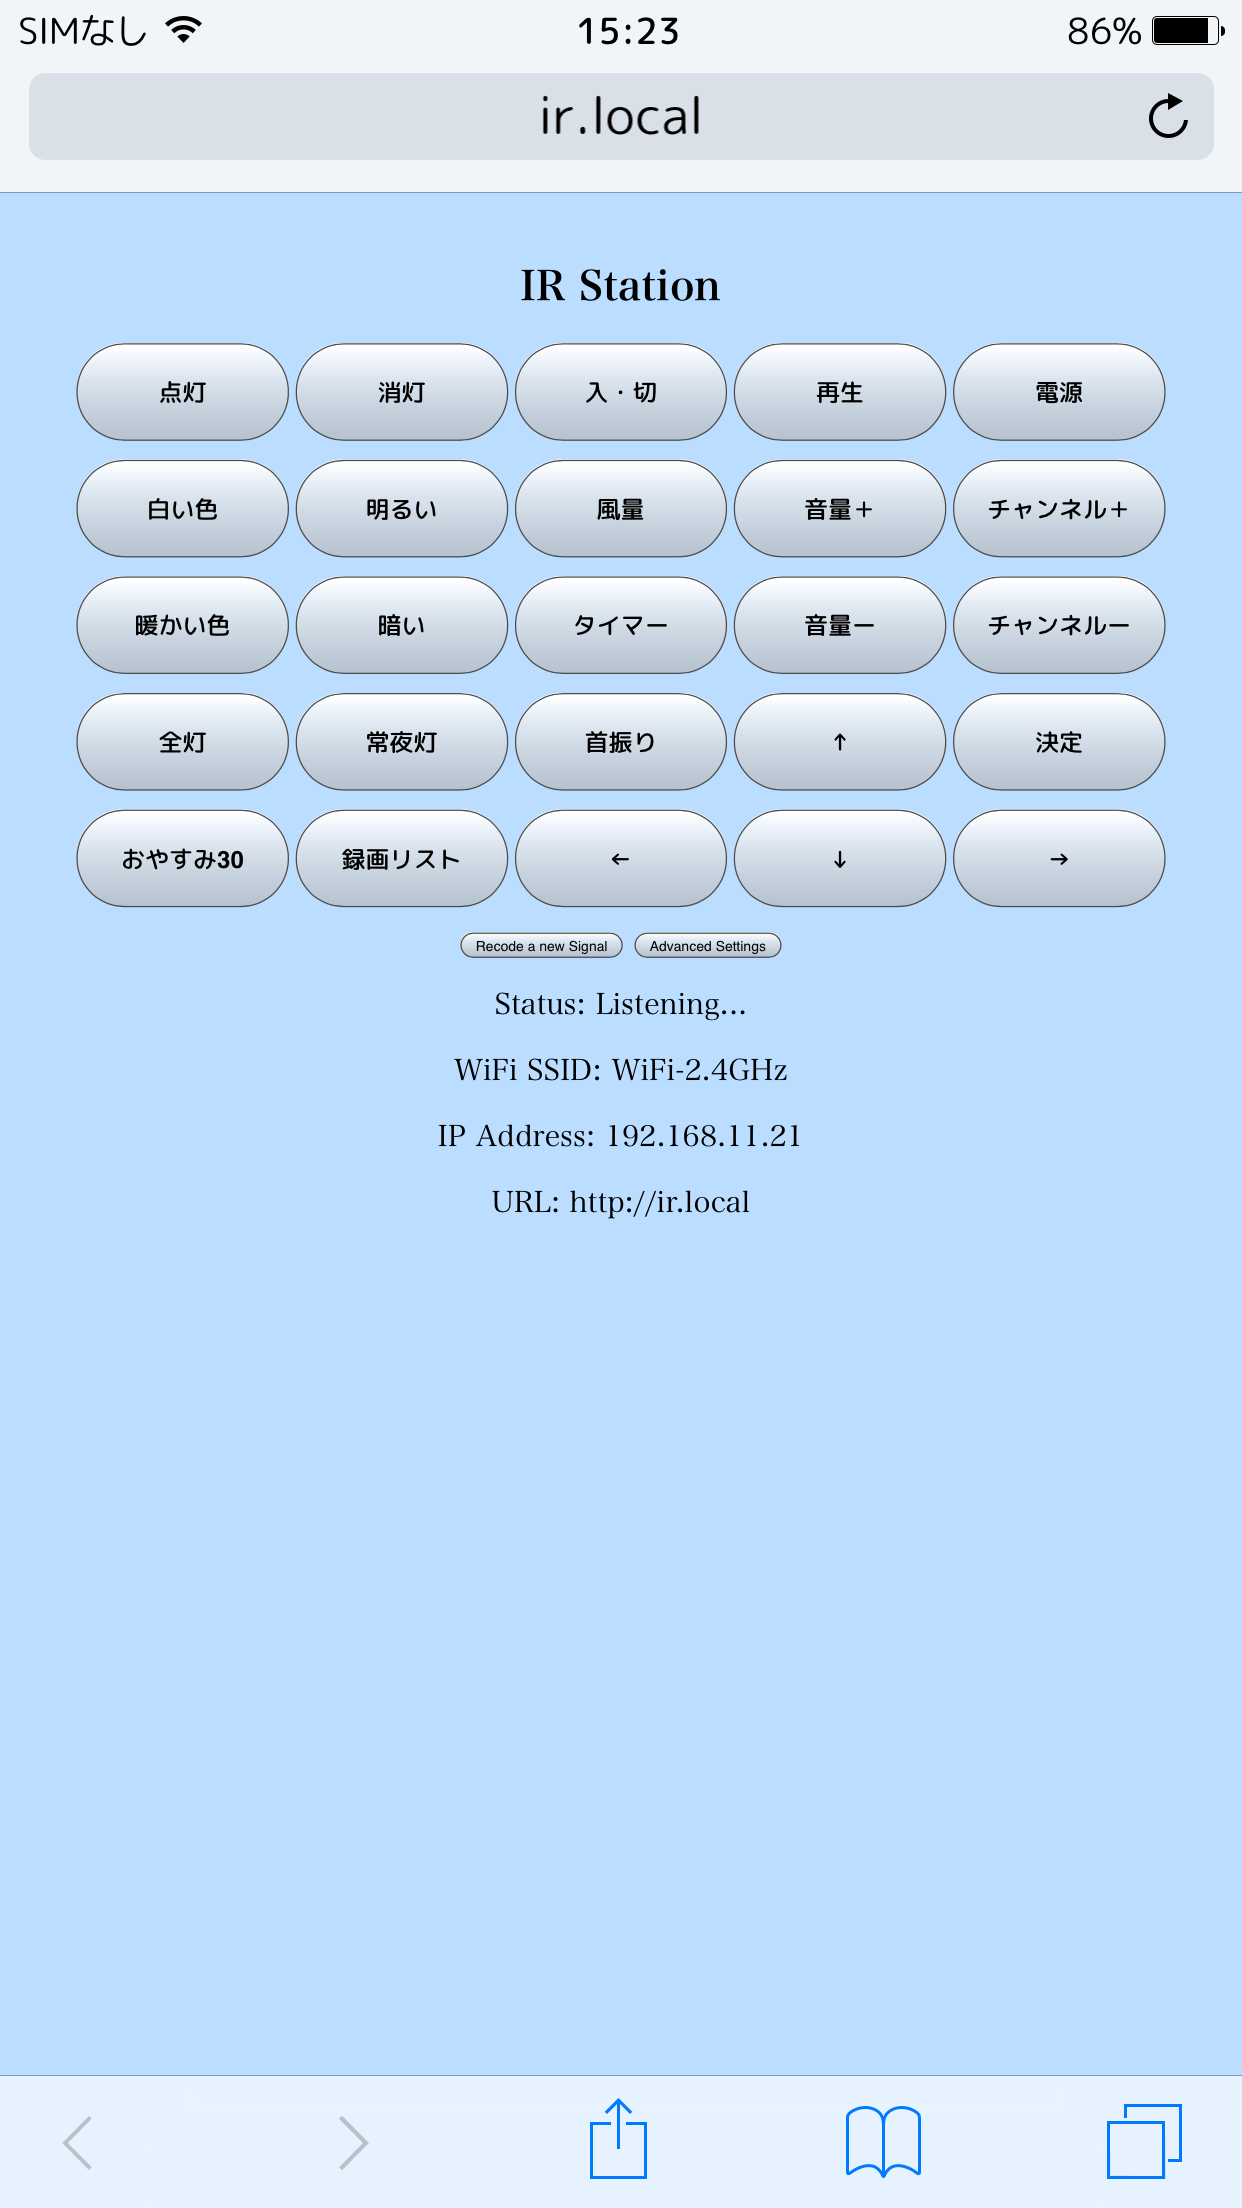 SIMなし 15:23 86%
ir.local
IR Station
点灯 消灯 入・切 再生 電源
白い色 明るい 風量 音量＋ チャンネル＋
暖かい色 暗い タイマー 音量ー チャンネルー
全灯 常夜灯 首振り ↑ 決定
おやすみ30 録画リスト ← ↓ →
Recode a new Signal Advanced Settings
Status: Listening...
WiFi SSID: WiFi-2.4GHz
IP Address: 192.168.11.21
URL: http://ir.local